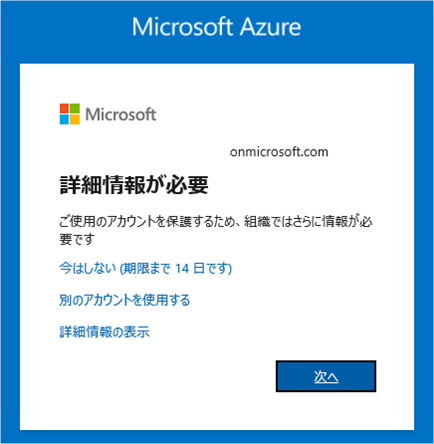 Microsoft Azure
Microsoft
onmicrosoft.com
詳細情報が必要
ご使用のアカウントを保護するため、組織ではさらに情報が必
要です
今はしない (期限まで 14 日です)
別のアカウントを使用する
詳細情報の表示
次へ